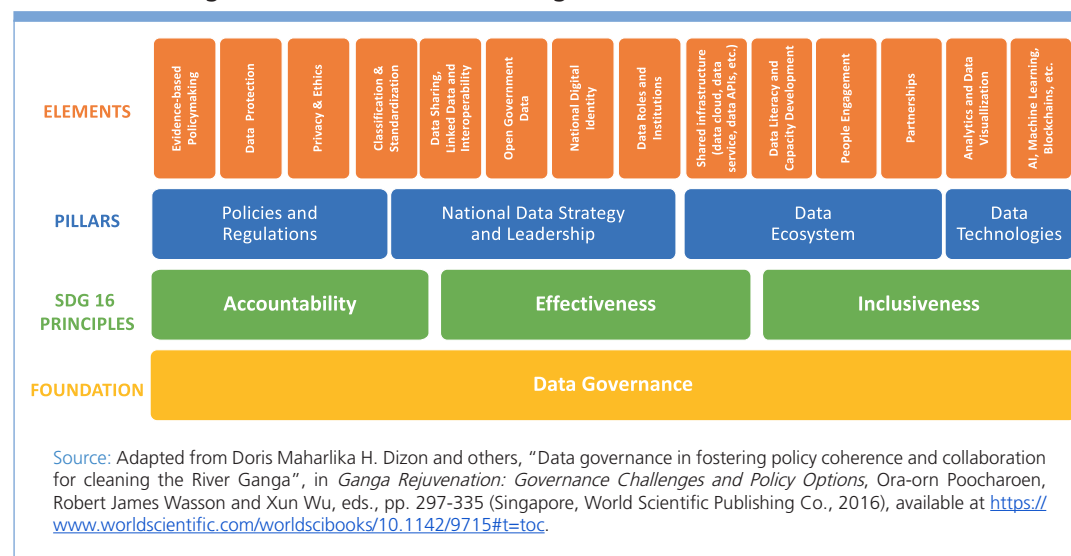 ELEMENTS
Evidence-based
Policymaking
Data Protection
Privacy & Ethics
Classification &
Standardization
Data Sharing,
Linked Data and
Interoperability
Open Government
Data
National Digital
Identity
Data Roles and
Institutions
Shared infrastructure
(data cloud, data
service, data APIs, etc.)
Data Literacy and
Capacity Development
People Engagement
Partnerships
Analytics and Data
Visuallization
AI, Machine Learning,
Blockchains, etc.
PILLARS
Policies and
Regulations
National Data Strategy
and Leadership
Data
Ecosystem
Data
Technologies
SDG 16
PRINCIPLES
Accountability
Effectiveness
Inclusiveness
FOUNDATION
Data Governance
Source: Adapted from Doris Maharlika H. Dizon and others, “Data governance in fostering policy coherence and collaboration
for cleaning the River Ganga”, in Ganga Rejuvenation: Governance Challenges and Policy Options, Ora-orn Poocharoen,
Robert James Wasson and Xun Wu, eds., pp. 297-335 (Singapore, World Scientific Publishing Co., 2016), available at https://
www.worldscientific.com/worldscibooks/10.1142/9715#t=toc.